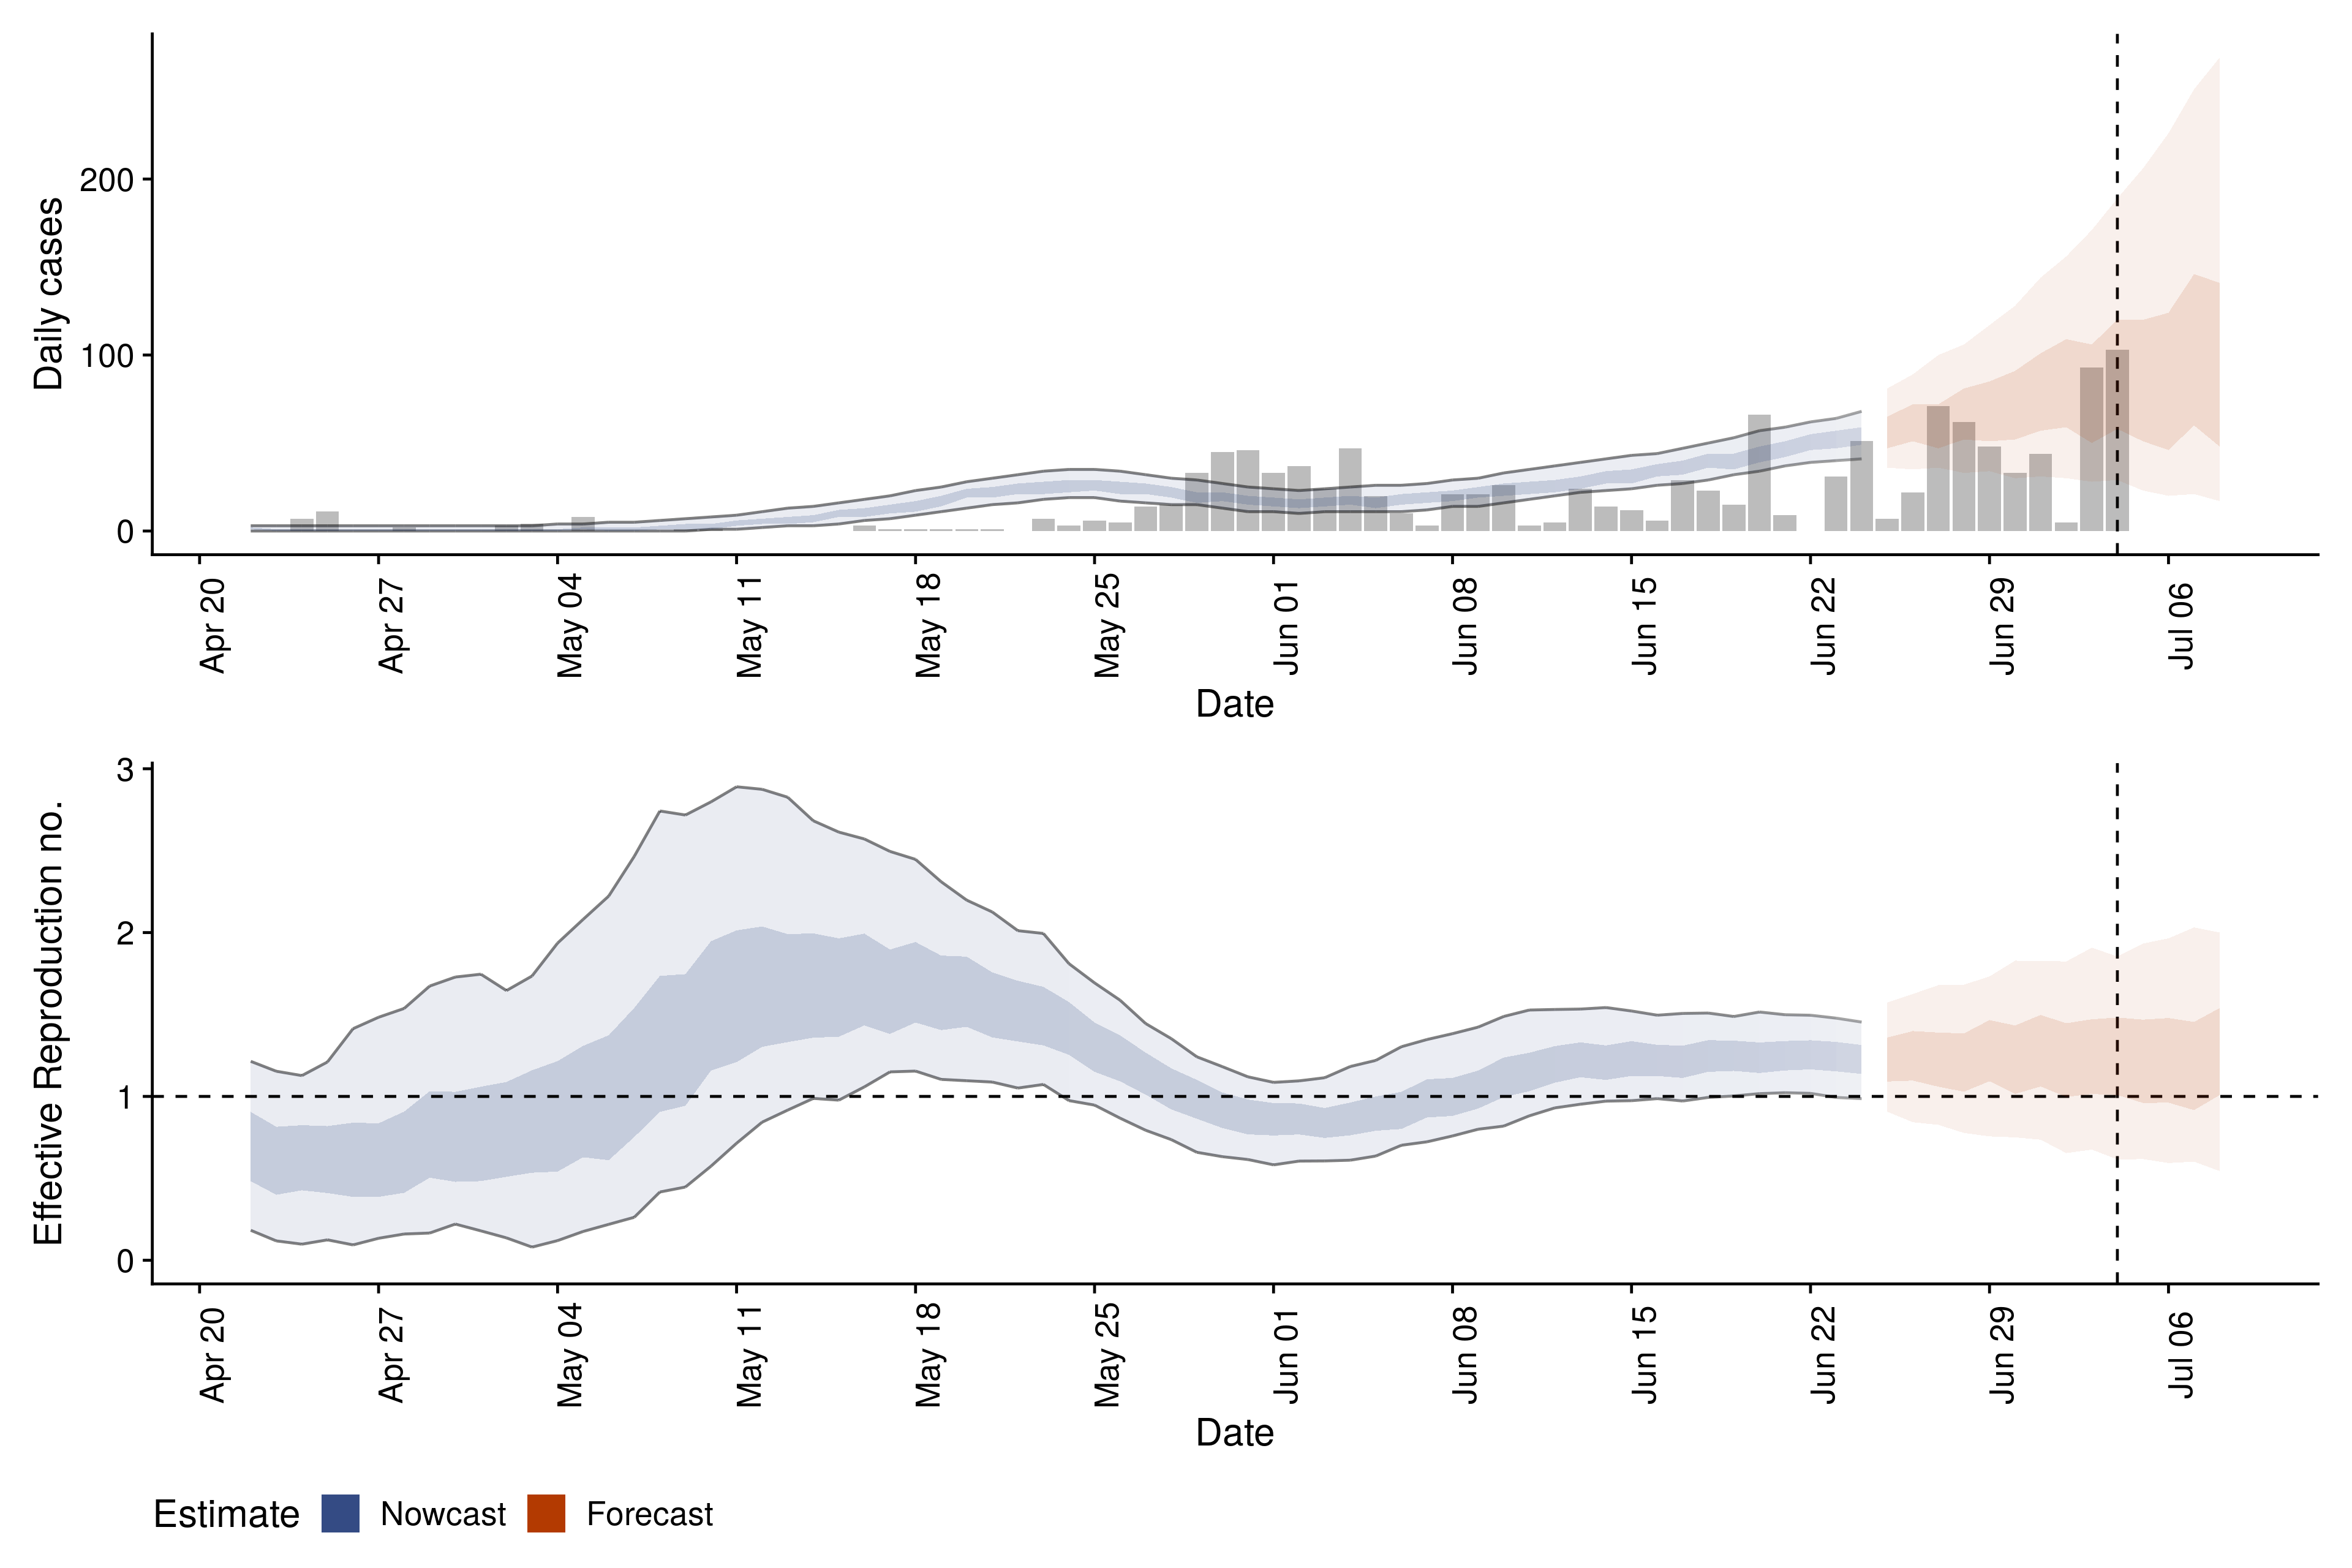 Daily cases
200
100
0
Apr 20
Apr 27
May 04
May 11
May 18
May 25
Jun 01
Jun 08
Jun 15
Jun 22
Jun 29
Jul 06
Date
Effective Reproduction no.
3
2
1
0
Apr 20
Apr 27
May 04
May 11
May 18
May 25
Jun 01
Jun 08
Jun 15
Jun 22
Jun 29
Jul 06
Date
Estimate Nowcast Forecast